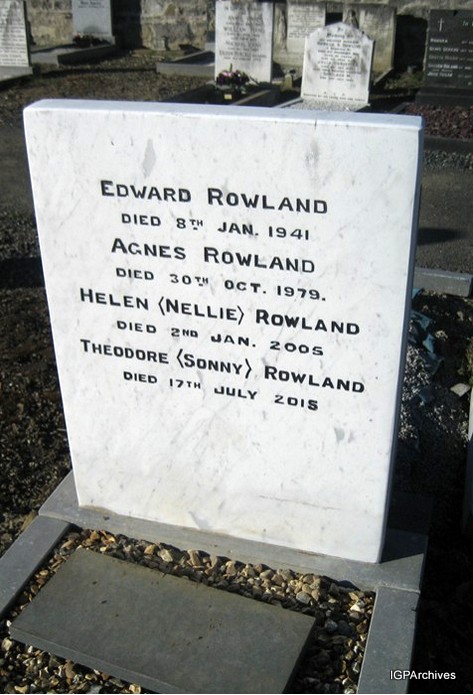 EDWARD ROWLAND
DIED 8TH JAN. 1941
AGNES ROWLAND
DIED 30TH OCT. 1979.
HELEN (NELLIE) ROWLAND
DIED 2ND JAN. 2005
THEODORE (SONNY) ROWLAND
DIED 17TH JULY 2015
IGPArchives